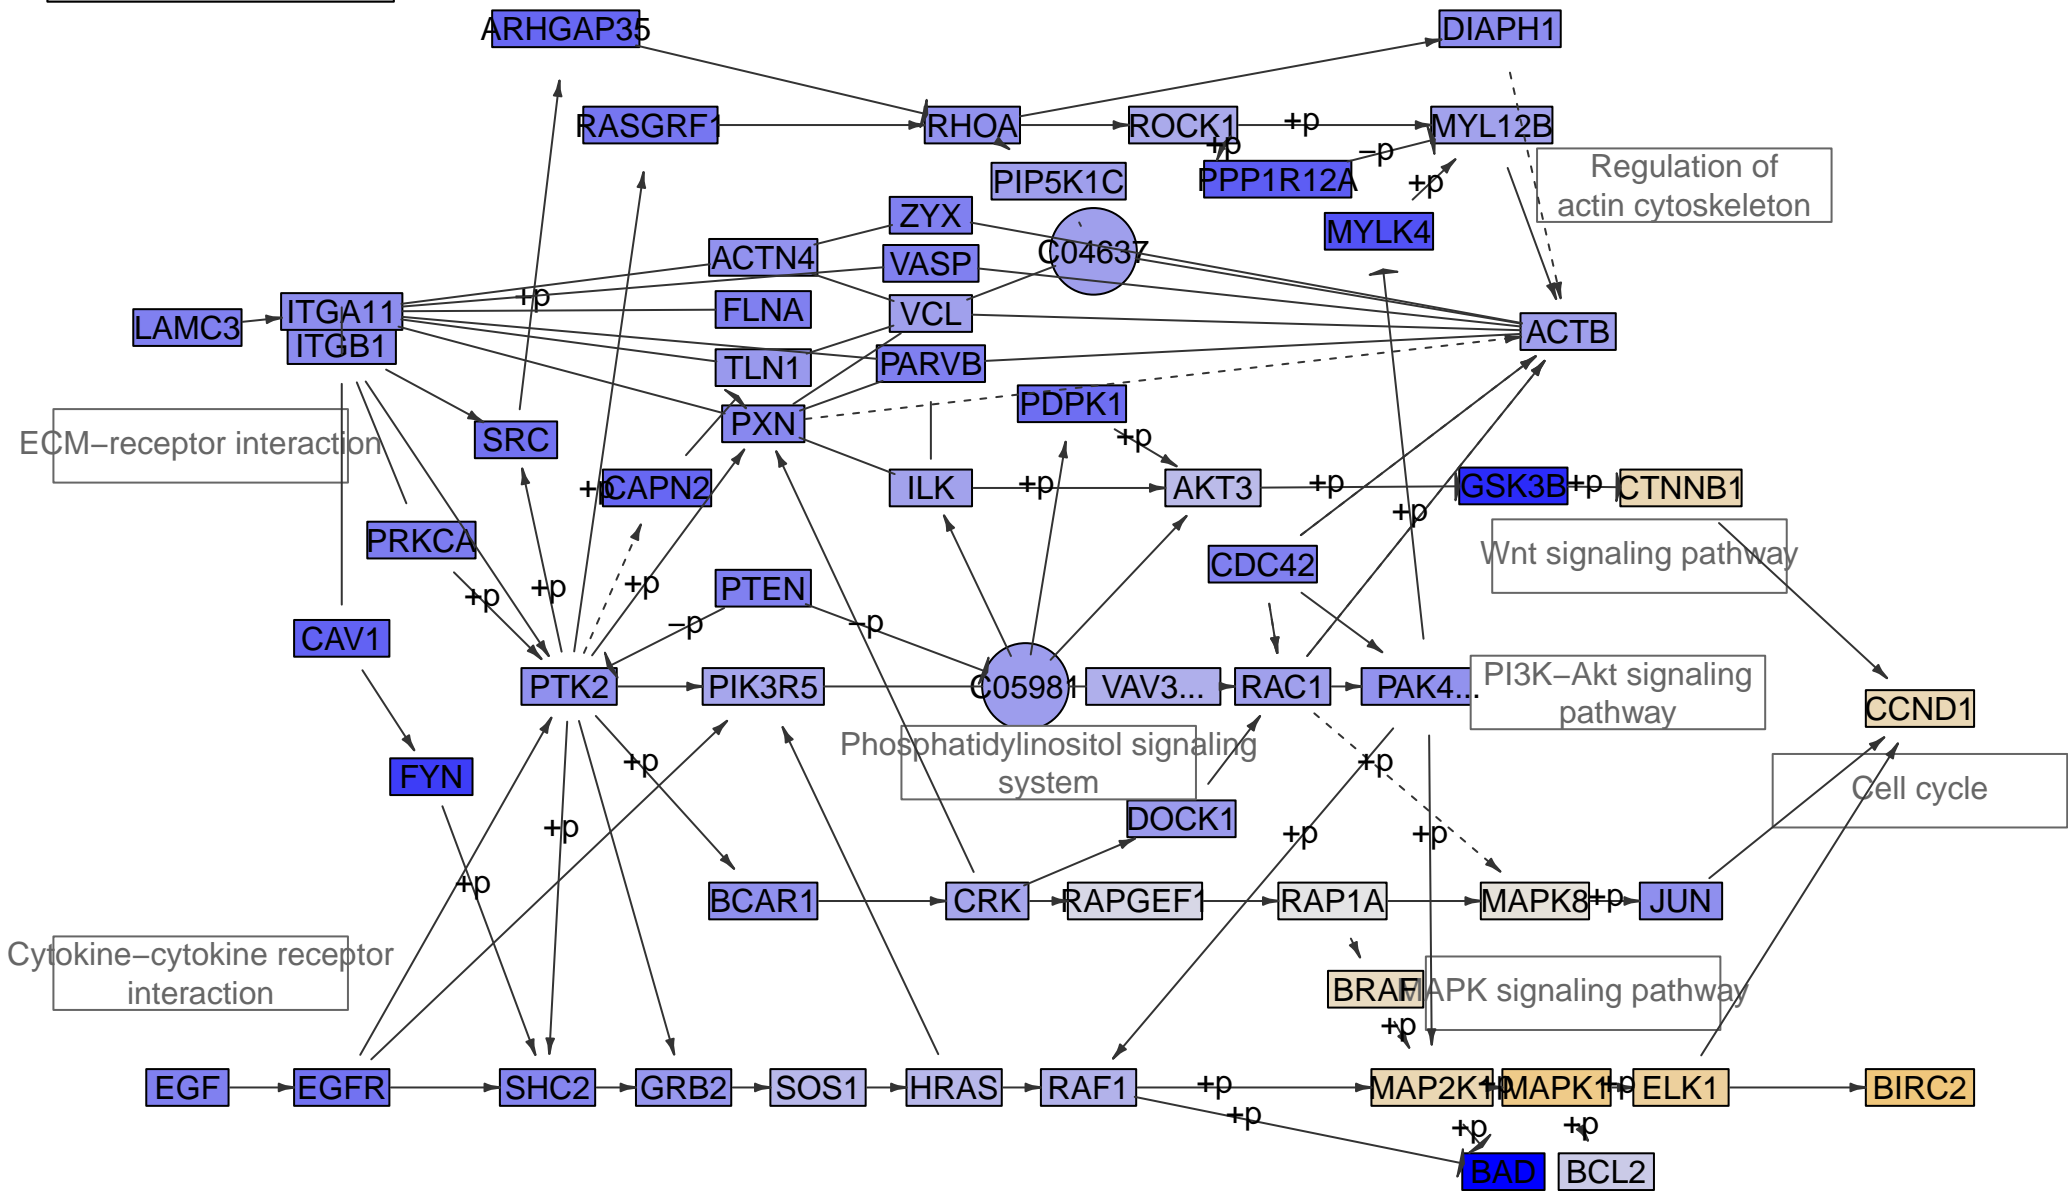 ARHGAP35
DIAPH1
RASGRF1
RHOA
ROCK1
+p
MYL12B
+p
−p
PIP5K1C
PPP1R12A
+p
Regulation of
actin cytoskeleton
ZYX
MYLK4
ACTN4
VASP
C04637
+p
LAMC3
ITGA11
FLNA
VCL
ITGB1
ACTB
TLN1
PARVB
PDPK1
PXN
+p
ECM−receptor interaction
SRC
+p
CAPN2
ILK
+p
AKT3
+p
GSK3B
+p
CTNNB1
+p
PRKCA
Wnt signaling pathway
CDC42
+p
+p
+p
PTEN
−p
−p
CAV1
PTK2
PIK3R5
C05981
VAV3...
RAC1
PAK4...
PI3K−Akt signaling
pathway
CCND1
Phosphatidylinositol signaling
system
+p
+p
FYN
Cell cycle
DOCK1
+p
+p
+p
+p
BCAR1
CRK
RAPGEF1
RAP1A
MAPK8
+p
JUN
Cytokine−cytokine receptor
interaction
BRAF
MAPK signaling pathway
+p
EGF
EGFR
SHC2
GRB2
SOS1
HRAS
RAF1
+p
MAP2K1
+p
MAPK1
+p
ELK1
BIRC2
+p
+p
+p
BAD
BCL2